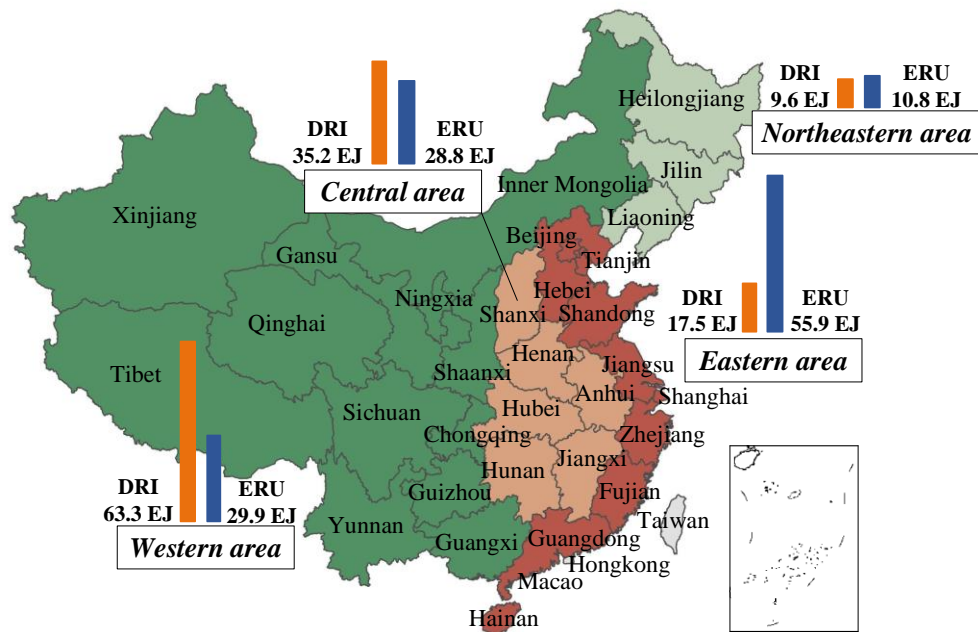 DRI
9.6 EJ
ERU
10.8 EJ
Northeastern area
DRI
35.2 EJ
ERU
28.8 EJ
Central area
DRI
17.5 EJ
ERU
55.9 EJ
Eastern area
DRI
63.3 EJ
ERU
29.9 EJ
Western area
Heilongjiang
Jilin
Liaoning
Inner Mongolia
Xinjiang
Beijing
Gansu
Tianjin
Ningxia
Hebei
Shanxi
Shandong
Qinghai
Henan
Jiangsu
Tibet
Shaanxi
Anhui
Shanghai
Sichuan
Hubei
Chongqing
Zhejiang
Hunan
Jiangxi
Guizhou
Fujian
Yunnan
Taiwan
Guangxi
Guangdong
Hongkong
Macao
Hainan